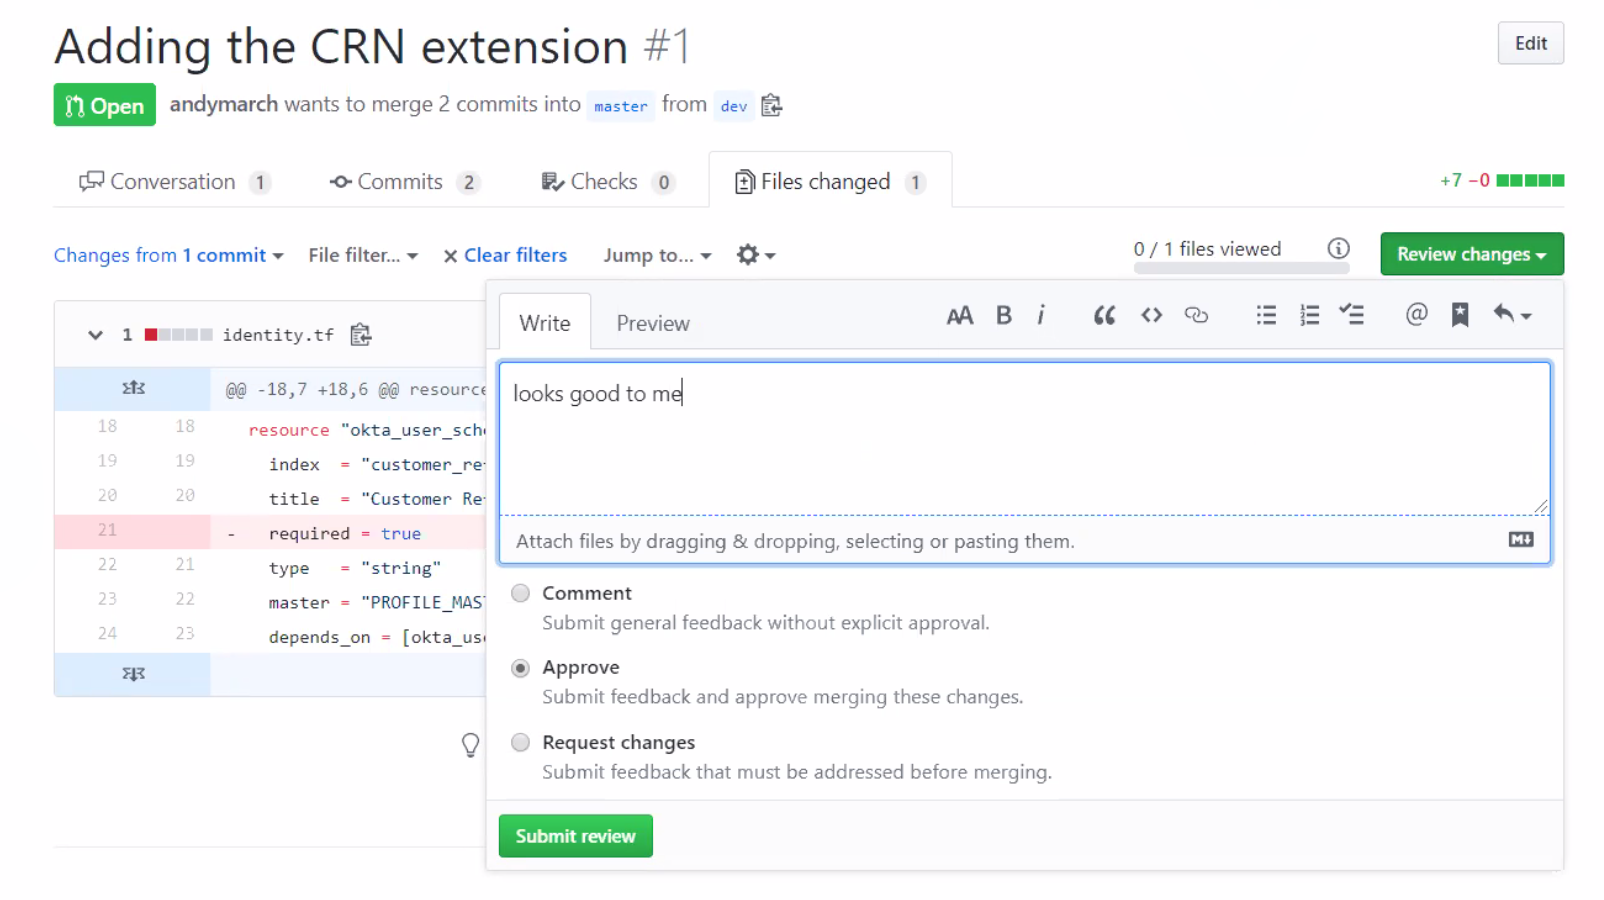 Adding the CRN extension #1
Edit
Open andymarch wants to merge 2 commits into master from dev
Conversation 1 Commits 2 Checks 0 Files changed 1
+7 −0
Changes from 1 commit File filter... Clear filters Jump to... 0 / 1 files viewed Review changes
1 identity.tf
Write Preview
@@ -18,7 +18,6 @@ resource
looks good to me
18 18 resource "okta_user_sch
19 19 index = "customer_re
20 20 title = "Customer Re
21 - required = true
22 21 type = "string"
23 22 master = "PROFILE_MAS
24 23 depends_on = [okta_us
Attach files by dragging & dropping, selecting or pasting them.
Comment
Submit general feedback without explicit approval.
Approve
Submit feedback and approve merging these changes.
Request changes
Submit feedback that must be addressed before merging.
Submit review